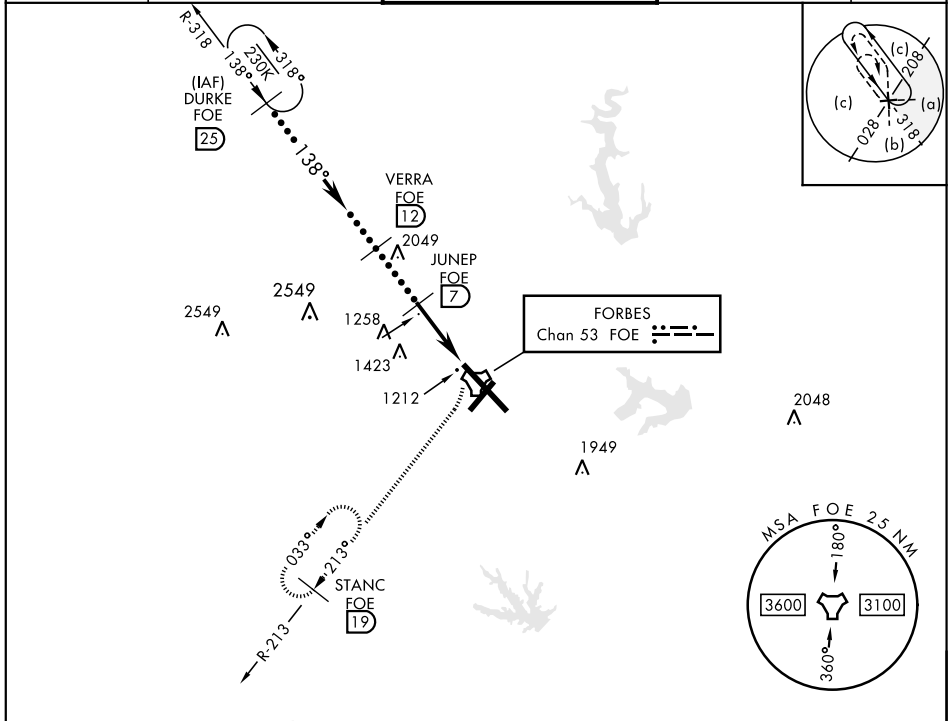 R-318
138°
230K
318°
(IAF)
DURKE
FOE
25
138°
VERRA
FOE
12
2049
JUNEP
FOE
7
2549
2549
1258
1423
1212
FORBES
Chan 53 FOE
2048
1949
033°
213°
STANC
FOE
19
R-213
(c)
208
(c)
(a)
318
028
(b)
MSA FOE 25 NM
180°
3600
3100
360°